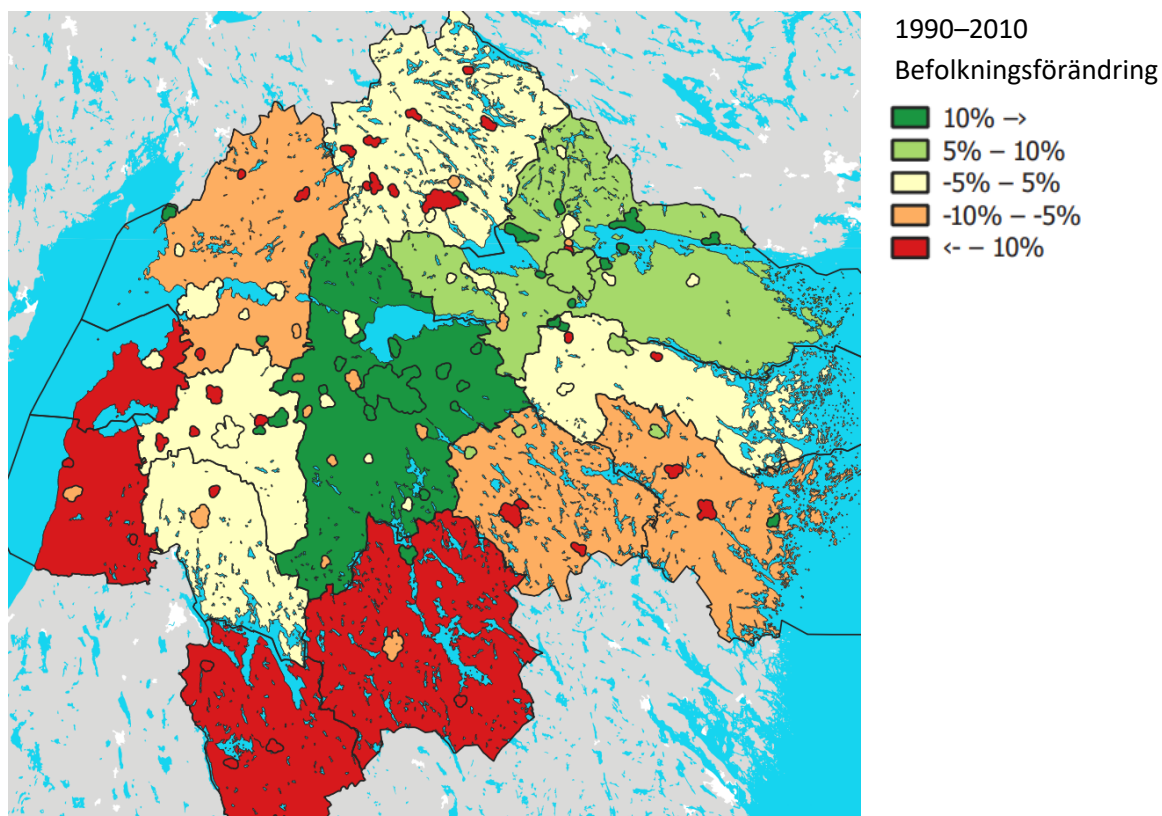 1990–2010
Befolkningsförändring
10% –>
5% – 10%
-5% – 5%
-10% – -5%
<- – 10%